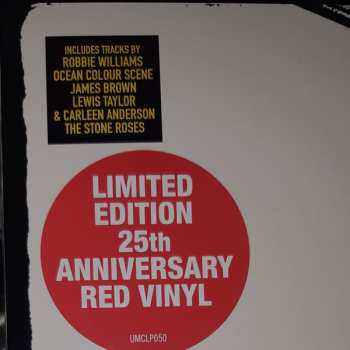 INCLUDES TRACKS BY
ROBBIE WILLIAMS
OCEAN COLOUR SCENE
JAMES BROWN
LEWIS TAYLOR
& CARLEEN ANDERSON
THE STONE ROSES
LIMITED
EDITION
25th
ANNIVERSARY
RED VINYL
UMCLP050